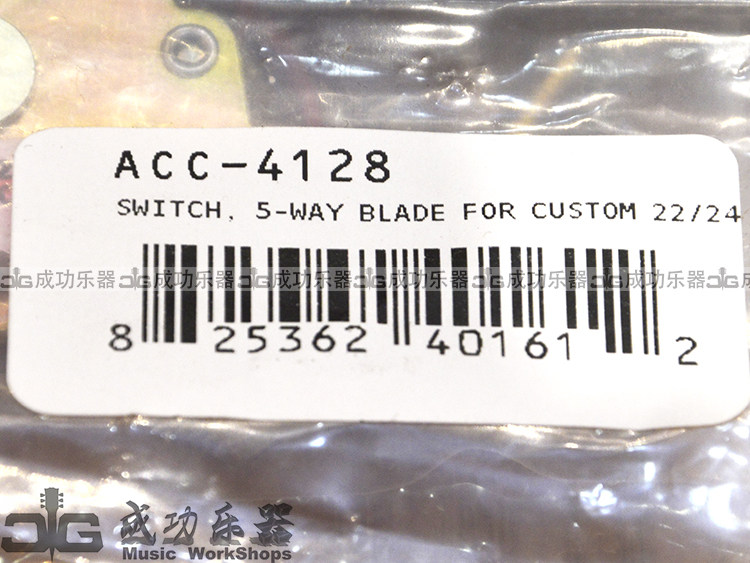 ACC-4128
SWITCH, 5-WAY BLADE FOR CUSTOM 22/24
成功乐器 成功乐器 成功乐器 成功乐器 成功乐器 成功乐器
8 25362 40161 2
成功乐器
Music WorkShops